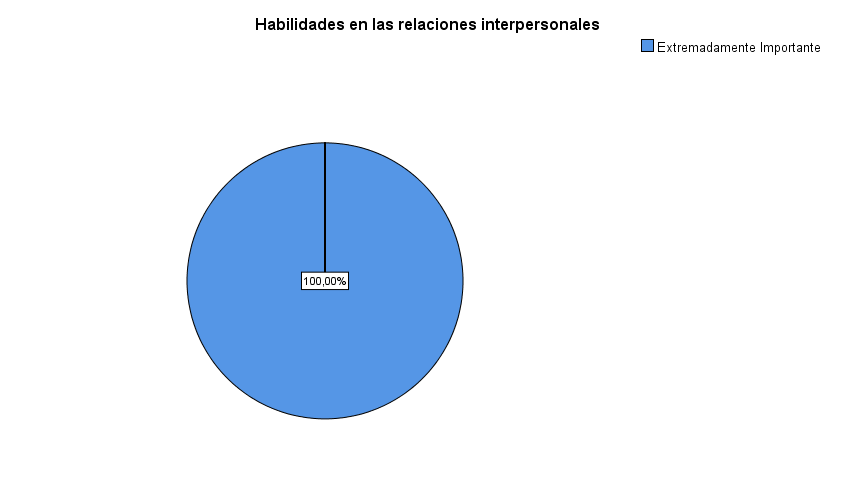 Habilidades en las relaciones interpersonales
Extremadamente Importante
100,00%